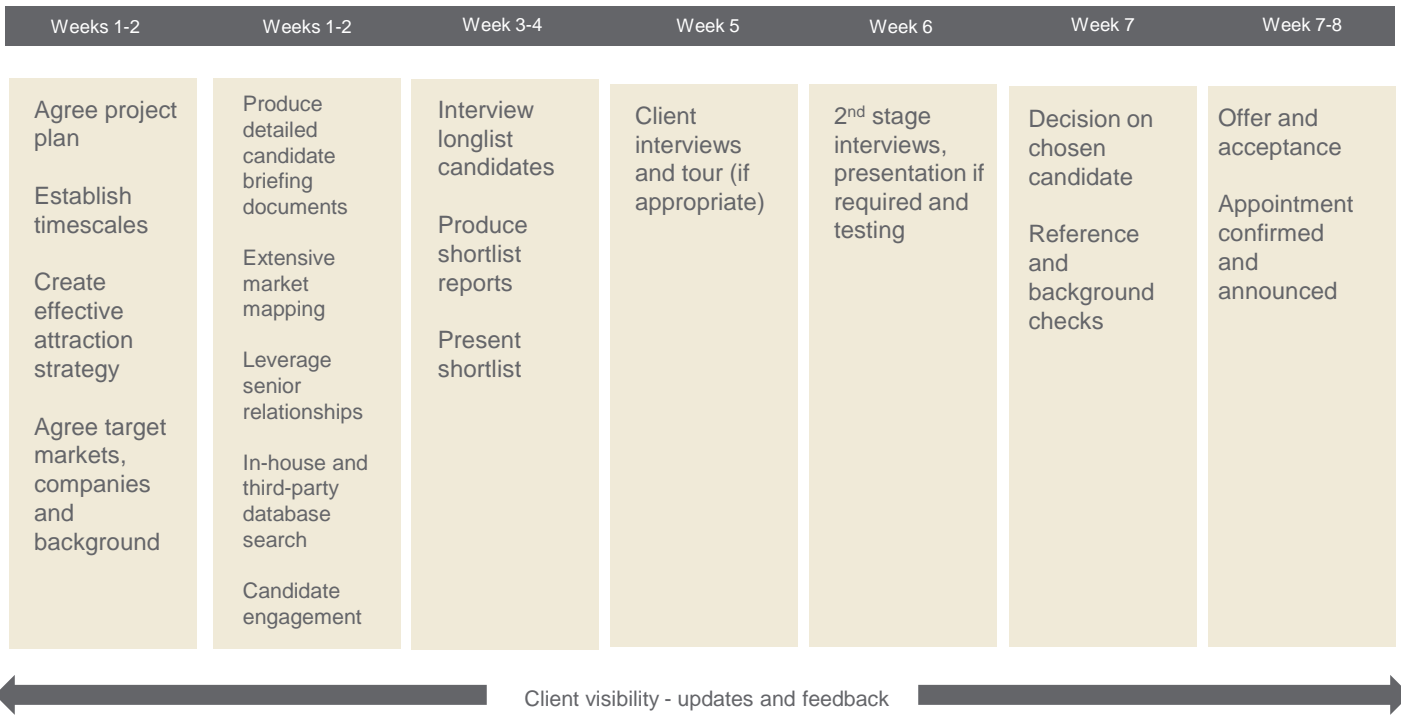 Weeks 1-2
Weeks 1-2
Week 3-4
Week 5
Week 6
Week 7
Week 7-8
Agree project
plan
Establish
timescales
Create
effective
attraction
strategy
Agree target
markets,
companies
and
background
Produce
detailed
candidate
briefing
documents
Extensive
market
mapping
Leverage
senior
relationships
In-house and
third-party
database
search
Candidate
engagement
Interview
longlist
candidates
Produce
shortlist
reports
Present
shortlist
Client
interviews
and tour (if
appropriate)
2nd stage
interviews,
presentation if
required and
testing
Decision on
chosen
candidate
Reference
and
background
checks
Offer and
acceptance
Appointment
confirmed
and
announced
Client visibility - updates and feedback